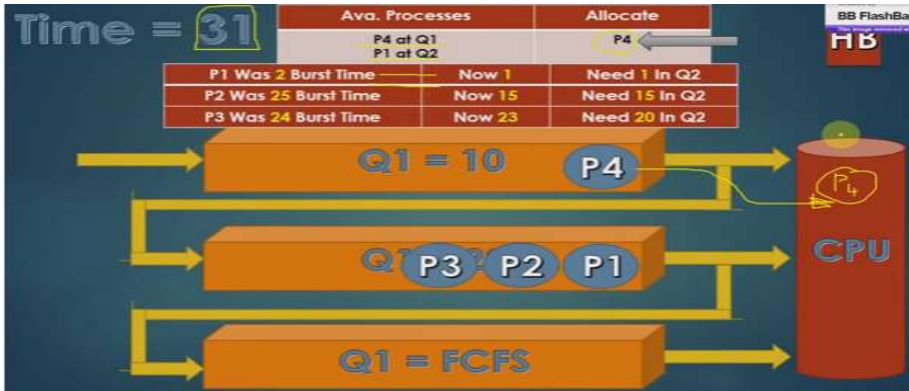 Time = 31
Ava. Processes Allocate
P4 at Q1 P4
P1 at Q2
P1 Was 2 Burst Time Now 1 Need 1 In Q2
P2 Was 25 Burst Time Now 15 Need 15 In Q2
P3 Was 24 Burst Time Now 23 Need 20 In Q2
BB FlashBa
HB
Q1 = 10 P4
P4
P3 P2 P1
CPU
Q1 = FCFS